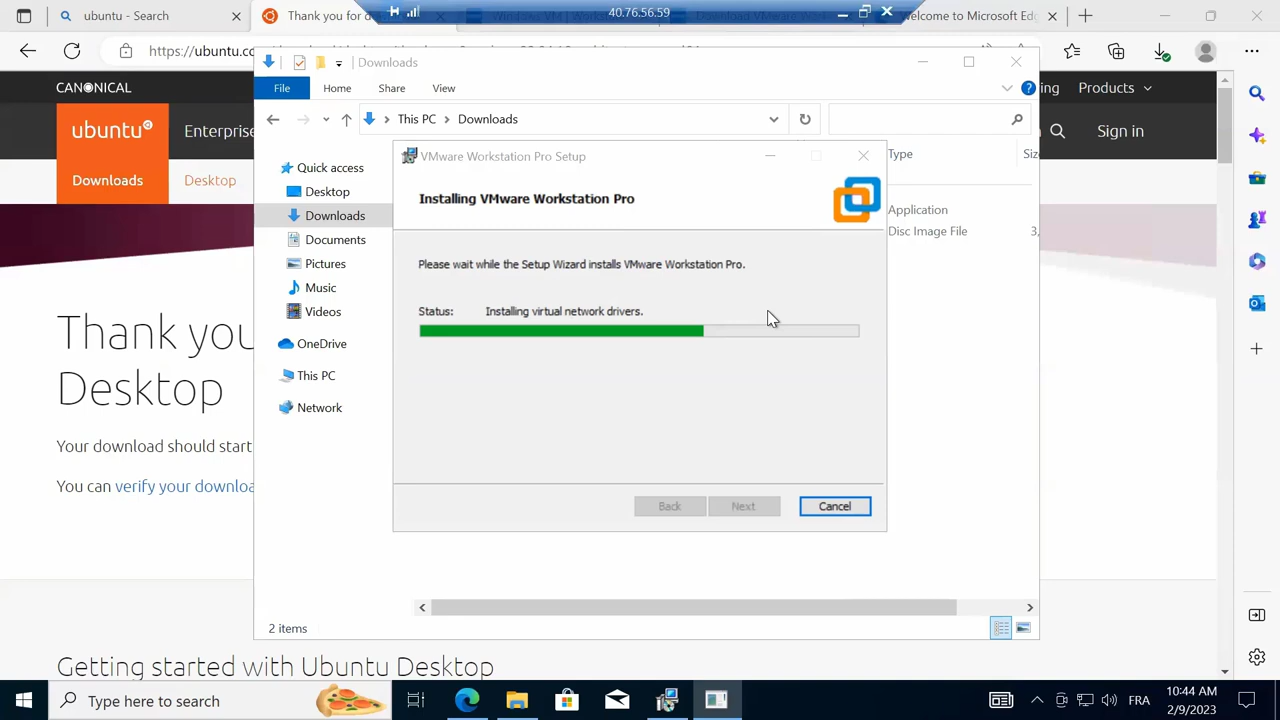 ubuntu - Search
Thank you for d
40.76.56.59
Welcome to Microsoft Ed
https://ubuntu.co
Downloads
File
Home
Share
View
This PC
Downloads
CANONICAL
ubuntu
Enterprise
Products
Sign in
Downloads
Desktop
Quick access
Desktop
Downloads
Documents
Pictures
Music
Videos
OneDrive
This PC
Network
Type
Application
Disc Image File
3,
VMware Workstation Pro Setup
Installing VMware Workstation Pro
Please wait while the Setup Wizard installs VMware Workstation Pro.
Status:
Installing virtual network drivers.
Back
Next
Cancel
2 items
Thank you
Desktop
Your download should start
You can verify your downloa
Getting started with Ubuntu Desktop
Type here to search
FRA
10:44 AM
2/9/2023